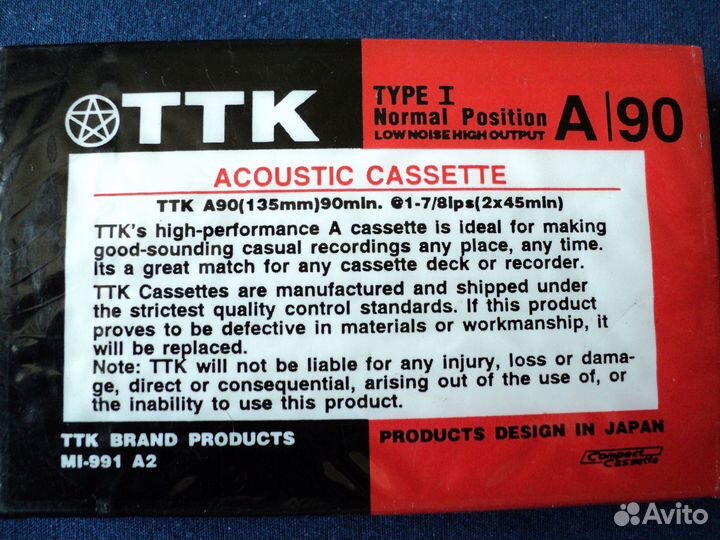 TTK
TYPE I
Normal Position
LOW NOISE HIGH OUTPUT
A|90
ACOUSTIC CASSETTE
TTK A90(135mm)90min. @1-7/8ips(2x45min)
TTK's high-performance A cassette is ideal for making
good-sounding casual recordings any place, any time.
Its a great match for any cassette deck or recorder.
TTK Cassettes are manufactured and shipped under
the strictest quality control standards. If this product
proves to be defective in materials or workmanship, it
will be replaced.
Note: TTK will not be liable for any injury, loss or dama-
ge, direct or consequential, arising out of the use of, or
the inability to use this product.
TTK BRAND PRODUCTS
MI-991 A2
PRODUCTS DESIGN IN JAPAN
Compact
Cassette
Avito